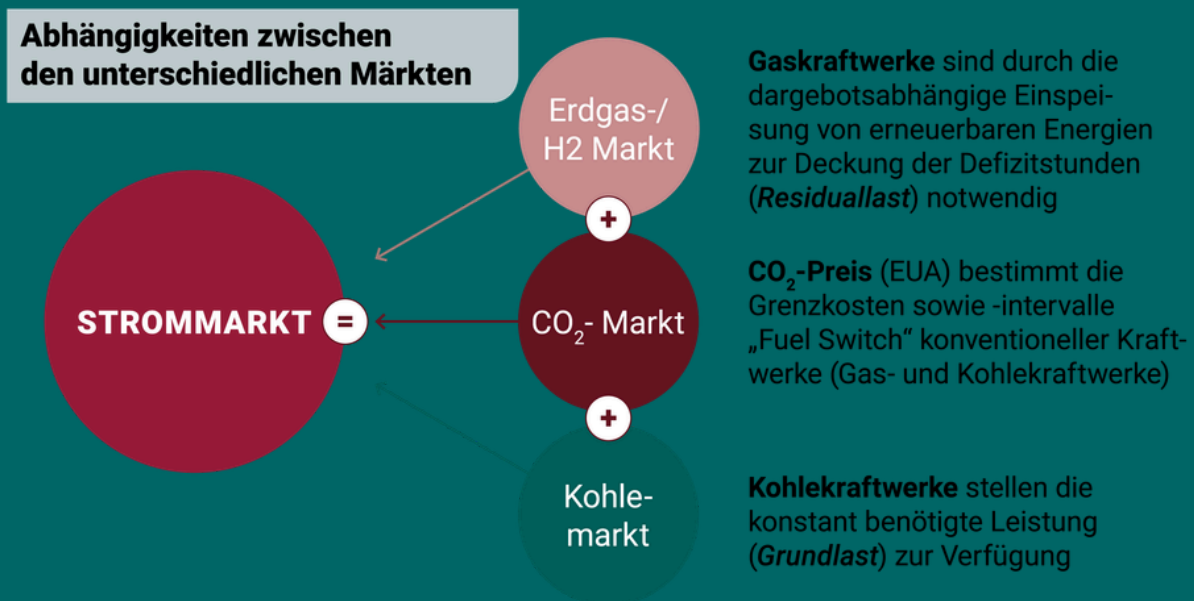 Abhängigkeiten zwischen
den unterschiedlichen Märkten
Erdgas-/
H2 Markt
+
STROMMARKT =
CO₂- Markt
+
Kohle-
markt
Gaskraftwerke sind durch die
dargebotsabhängige Einspei-
sung von erneuerbaren Energien
zur Deckung der Defizitstunden
(Residuallast) notwendig
CO₂-Preis (EUA) bestimmt die
Grenzkosten sowie -intervalle
„Fuel Switch“ konventioneller Kraft-
werke (Gas- und Kohlekraftwerke)
Kohlekraftwerke stellen die
konstant benötigte Leistung
(Grundlast) zur Verfügung